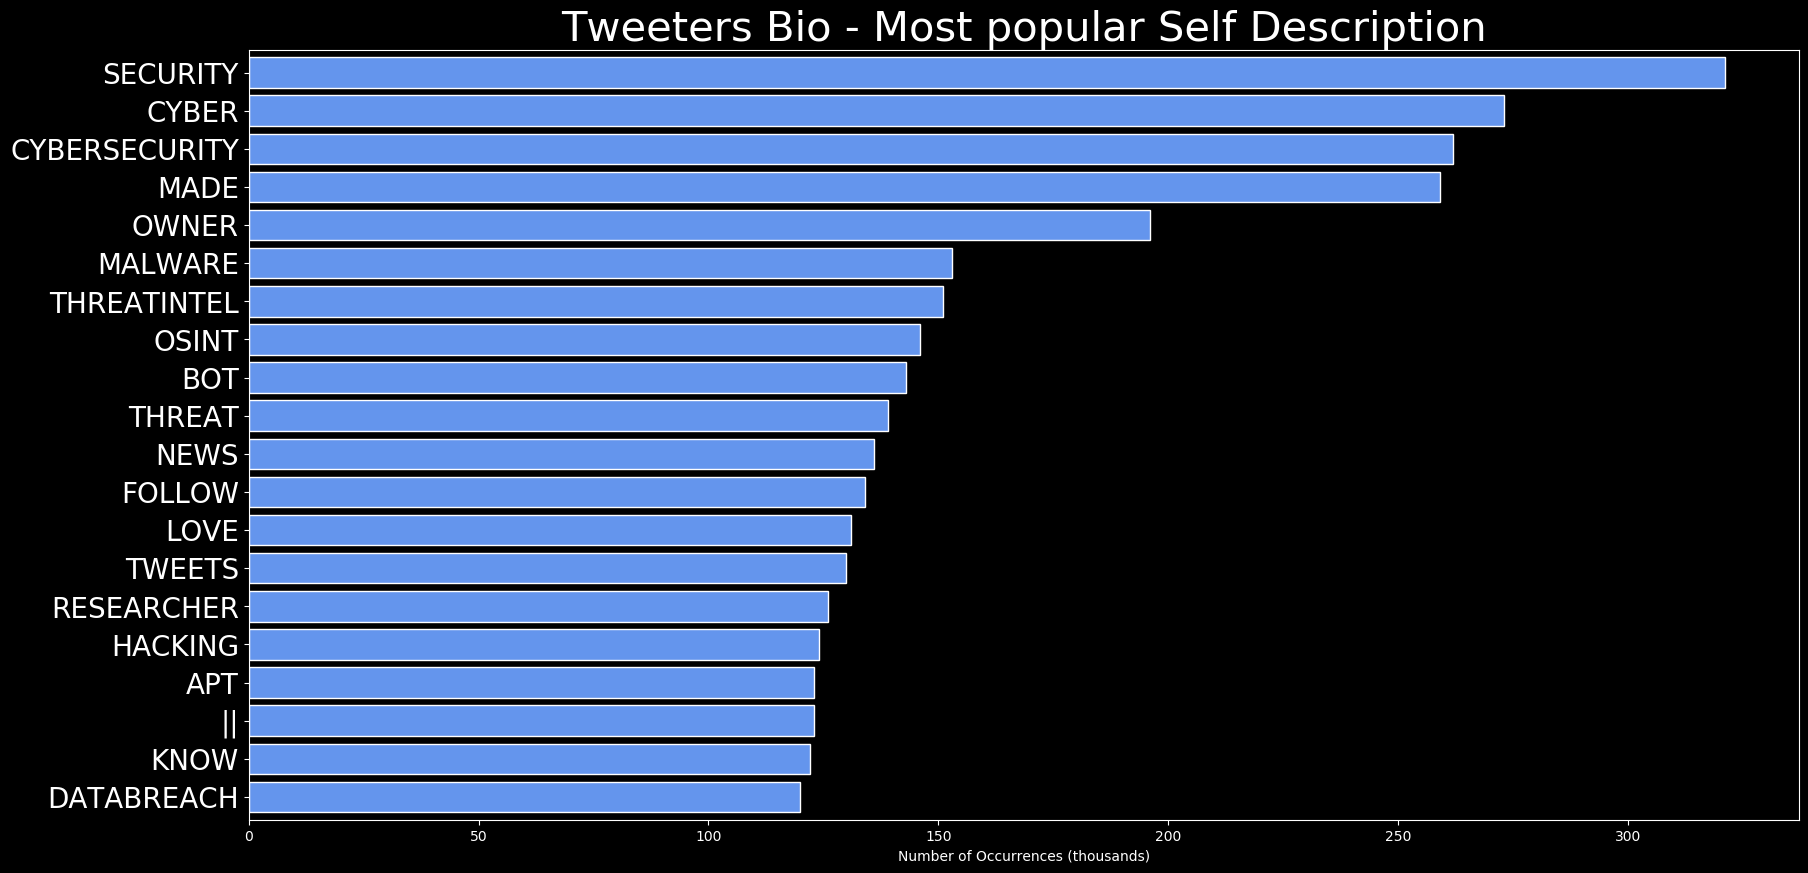 Tweeters Bio - Most popular Self Description
SECURITY
CYBER
CYBERSECURITY
MADE
OWNER
MALWARE
THREATINTEL
OSINT
BOT
THREAT
NEWS
FOLLOW
LOVE
TWEETS
RESEARCHER
HACKING
APT
||
KNOW
DATABREACH
0 50 100 150 200 250 300
Number of Occurrences (thousands)